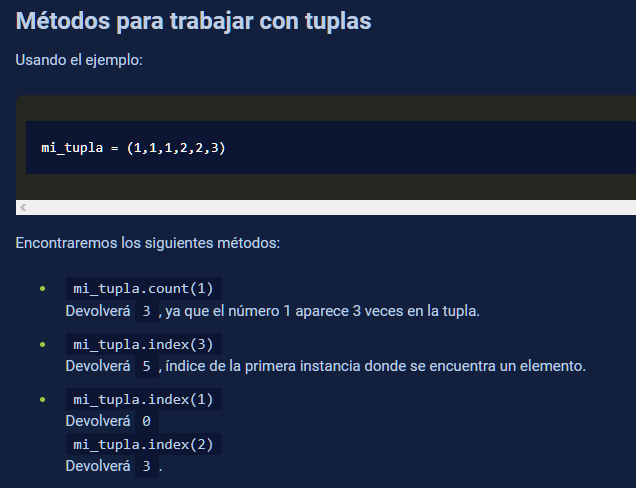 Métodos para trabajar con tuplas
Usando el ejemplo:
mi_tupla = (1,1,1,2,2,3)
Encontraremos los siguientes métodos:
mi_tupla.count(1)
Devolverá 3 , ya que el número 1 aparece 3 veces en la tupla.
mi_tupla.index(3)
Devolverá 5 , índice de la primera instancia donde se encuentra un elemento.
mi_tupla.index(1)
Devolverá 0
mi_tupla.index(2)
Devolverá 3 .